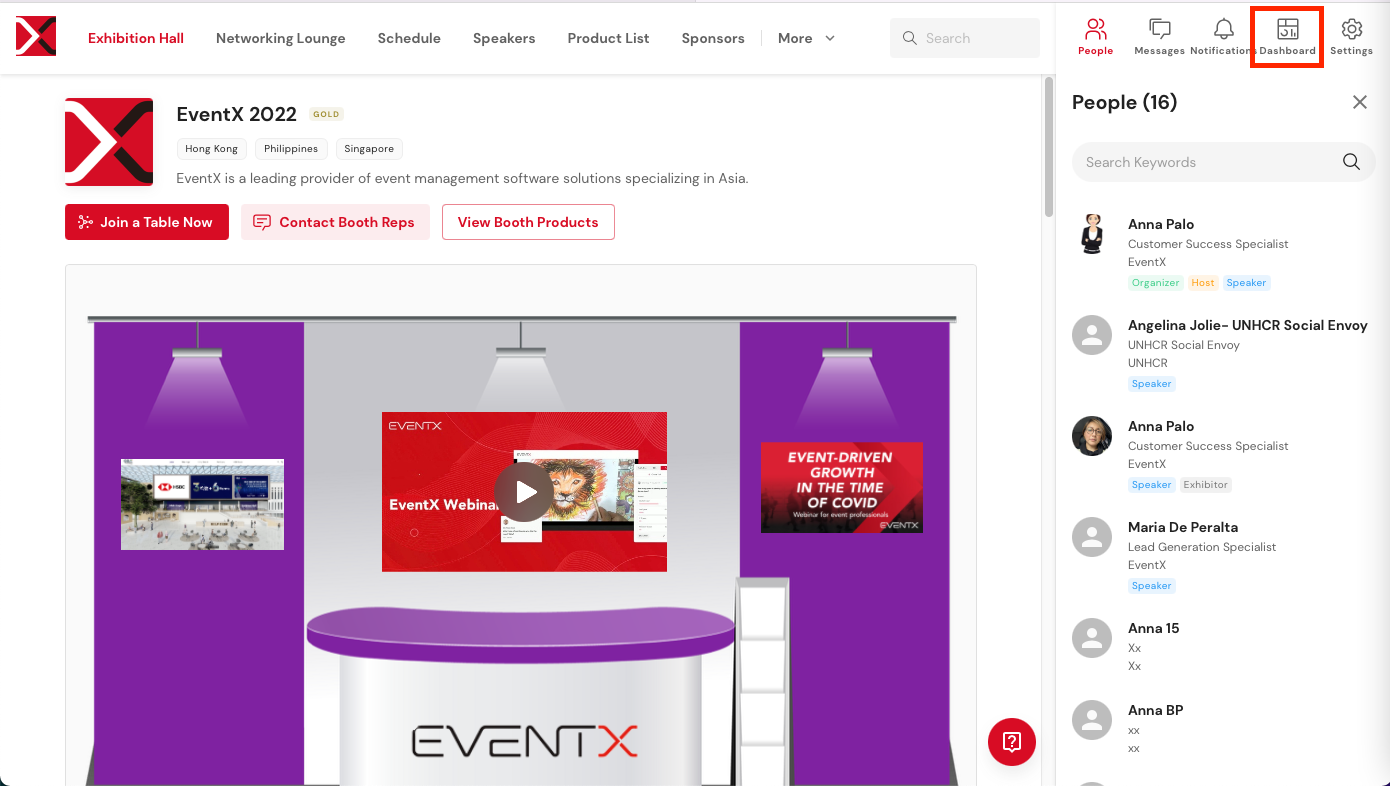 Exhibition Hall
Networking Lounge
Schedule
Speakers
Product List
Sponsors
More
Search
People
Messages
Notification
Dashboard
Settings
EventX 2022
GOLD
Hong Kong
Philippines
Singapore
EventX is a leading provider of event management software solutions specializing in Asia.
Join a Table Now
Contact Booth Reps
View Booth Products
EVENTX
EventX Webina
HSBC
EVENT-DRIVEN
GROWTH
IN THE TIME
OF COVID
Webinar for event professionals
EVENTX
EVENTX
People (16)
Search Keywords
Anna Palo
Customer Success Specialist
EventX
Organizer Host Speaker
Angelina Jolie- UNHCR Social Envoy
UNHCR Social Envoy
UNHCR
Speaker
Anna Palo
Customer Success Specialist
EventX
Speaker Exhibitor
Maria De Peralta
Lead Generation Specialist
EventX
Speaker
Anna 15
Xx
Xx
Anna BP
xx
xx